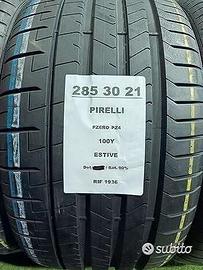 285 30 21
PIRELLI
PZERO PZ4
100Y
ESTIVE
RIF 1936
subito